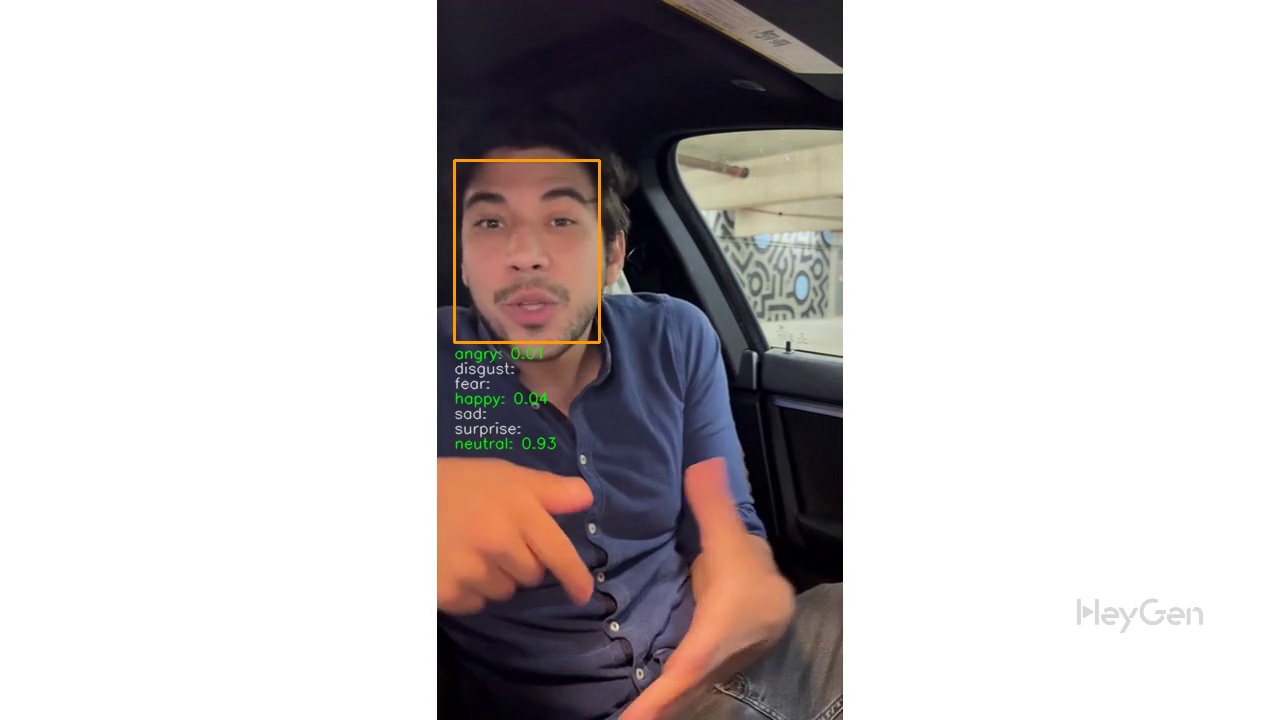 angry: 0.01
disgust:
fear:
happy: 0.04
sad:
surprise:
neutral: 0.93
HeyGen